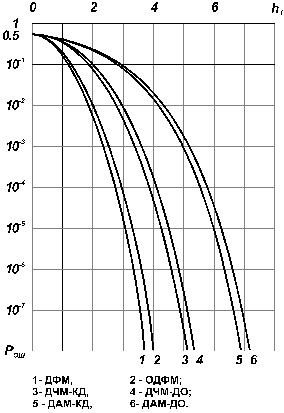 0 2 4 6 h
1
0.5
10⁻¹
10⁻²
10⁻³
10⁻⁴
10⁻⁵
10⁻⁶
10⁻⁷
Pош 1 2 3 4 5 6
1 - ДФМ, 2 - ОДФМ;
3- ДЧМ-КД, 4 - ДЧМ-ДО;
5 - ДАМ-КД, 6- ДАМ-ДО.